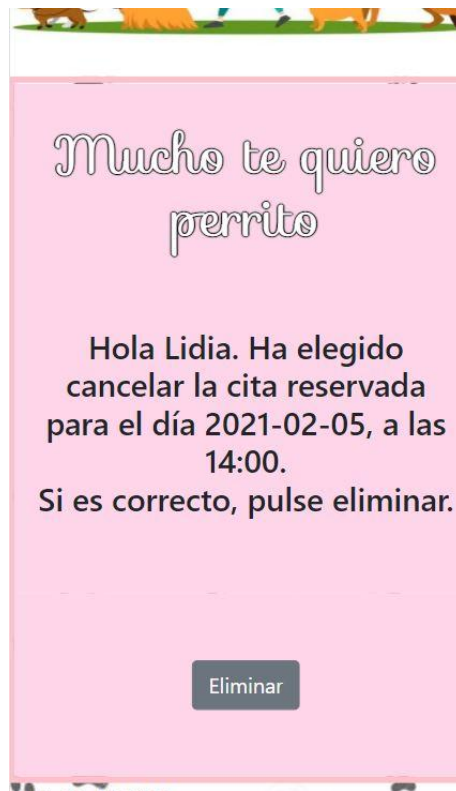 Mucho te quiero
perrito
Hola Lidia. Ha elegido
cancelar la cita reservada
para el día 2021-02-05, a las
14:00.
Si es correcto, pulse eliminar.
Eliminar